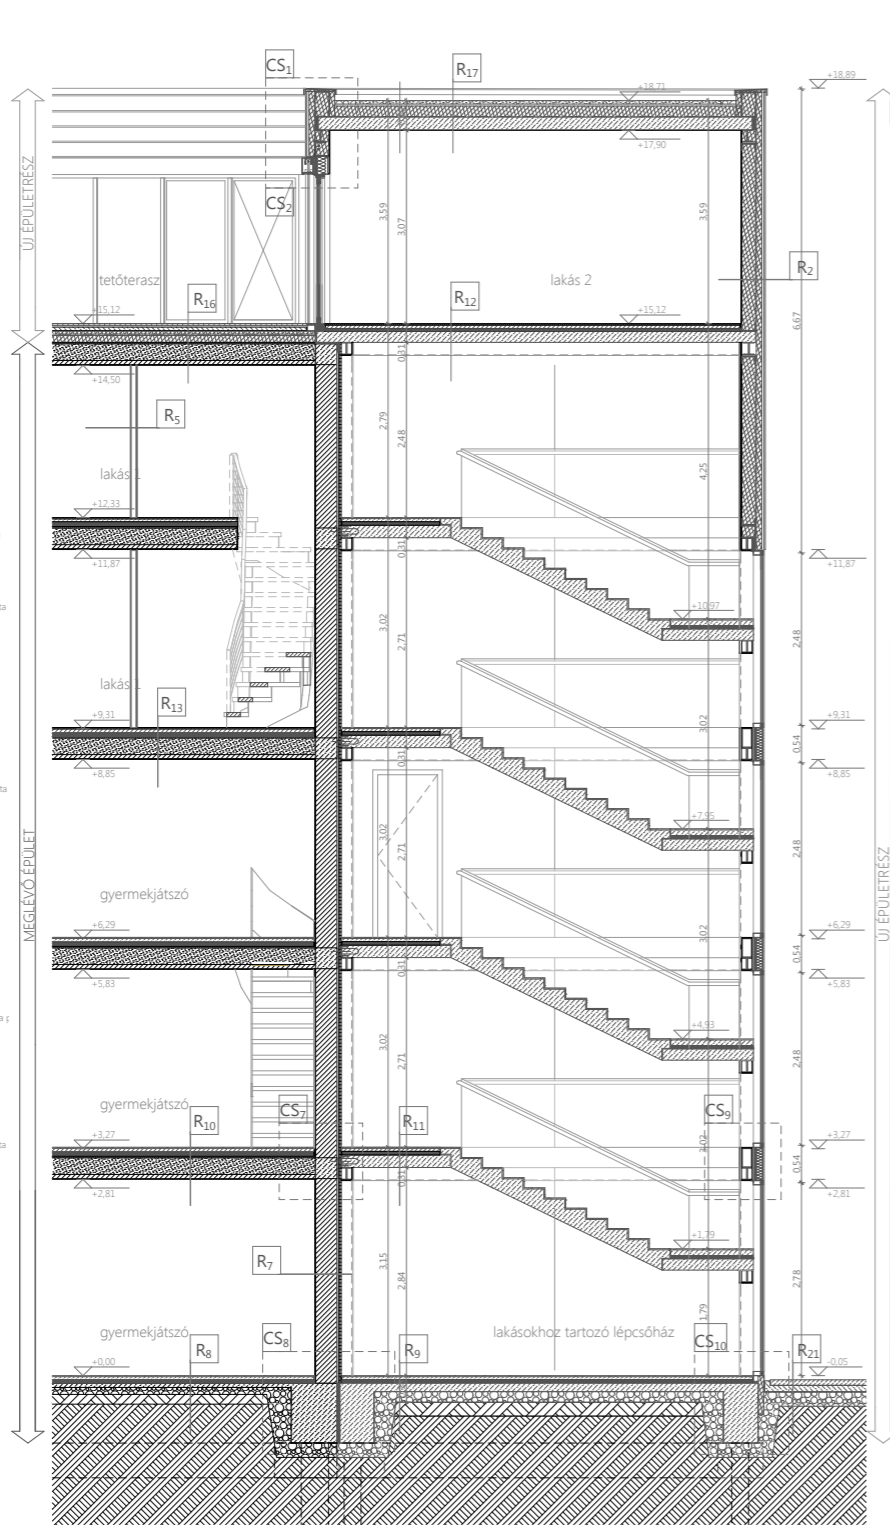 CS1
R17
+18,89
+18,71
+17,90
ÚJ ÉPÜLETRÉSZ
CS2
3,59
3,07
3,59
R2
tetőterasz
lakás 2
R16
R12
+15,12
+15,12
6,67
0,31
+14,50
R5
2,79
2,48
4,25
lakás
+12,33
+11,87
0,31
+11,87
ta
+10,97
3,02
2,71
2,48
lakás
R13
+9,31
3,02
+9,31
0,54
+8,85
0,31
+8,85
ta
+7,95
3,02
2,71
2,48
MEGLÉVŐ ÉPÜLET
ÚJ ÉPÜLETRÉSZ
gyermekjátszó
+6,29
3,02
+6,29
0,54
+5,83
0,31
+5,83
+4,93
3,02
2,71
2,48
gyermekjátszó
R10
CS7
R11
CS9
+3,27
3,02
+3,27
0,54
+2,81
0,31
+2,81
ta
+1,79
R7
3,15
2,84
2,78
1,79
gyermekjátszó
lakásokhoz tartozó lépcsőház
R8
CS8
R9
CS10
R21
+0,00
-0,05